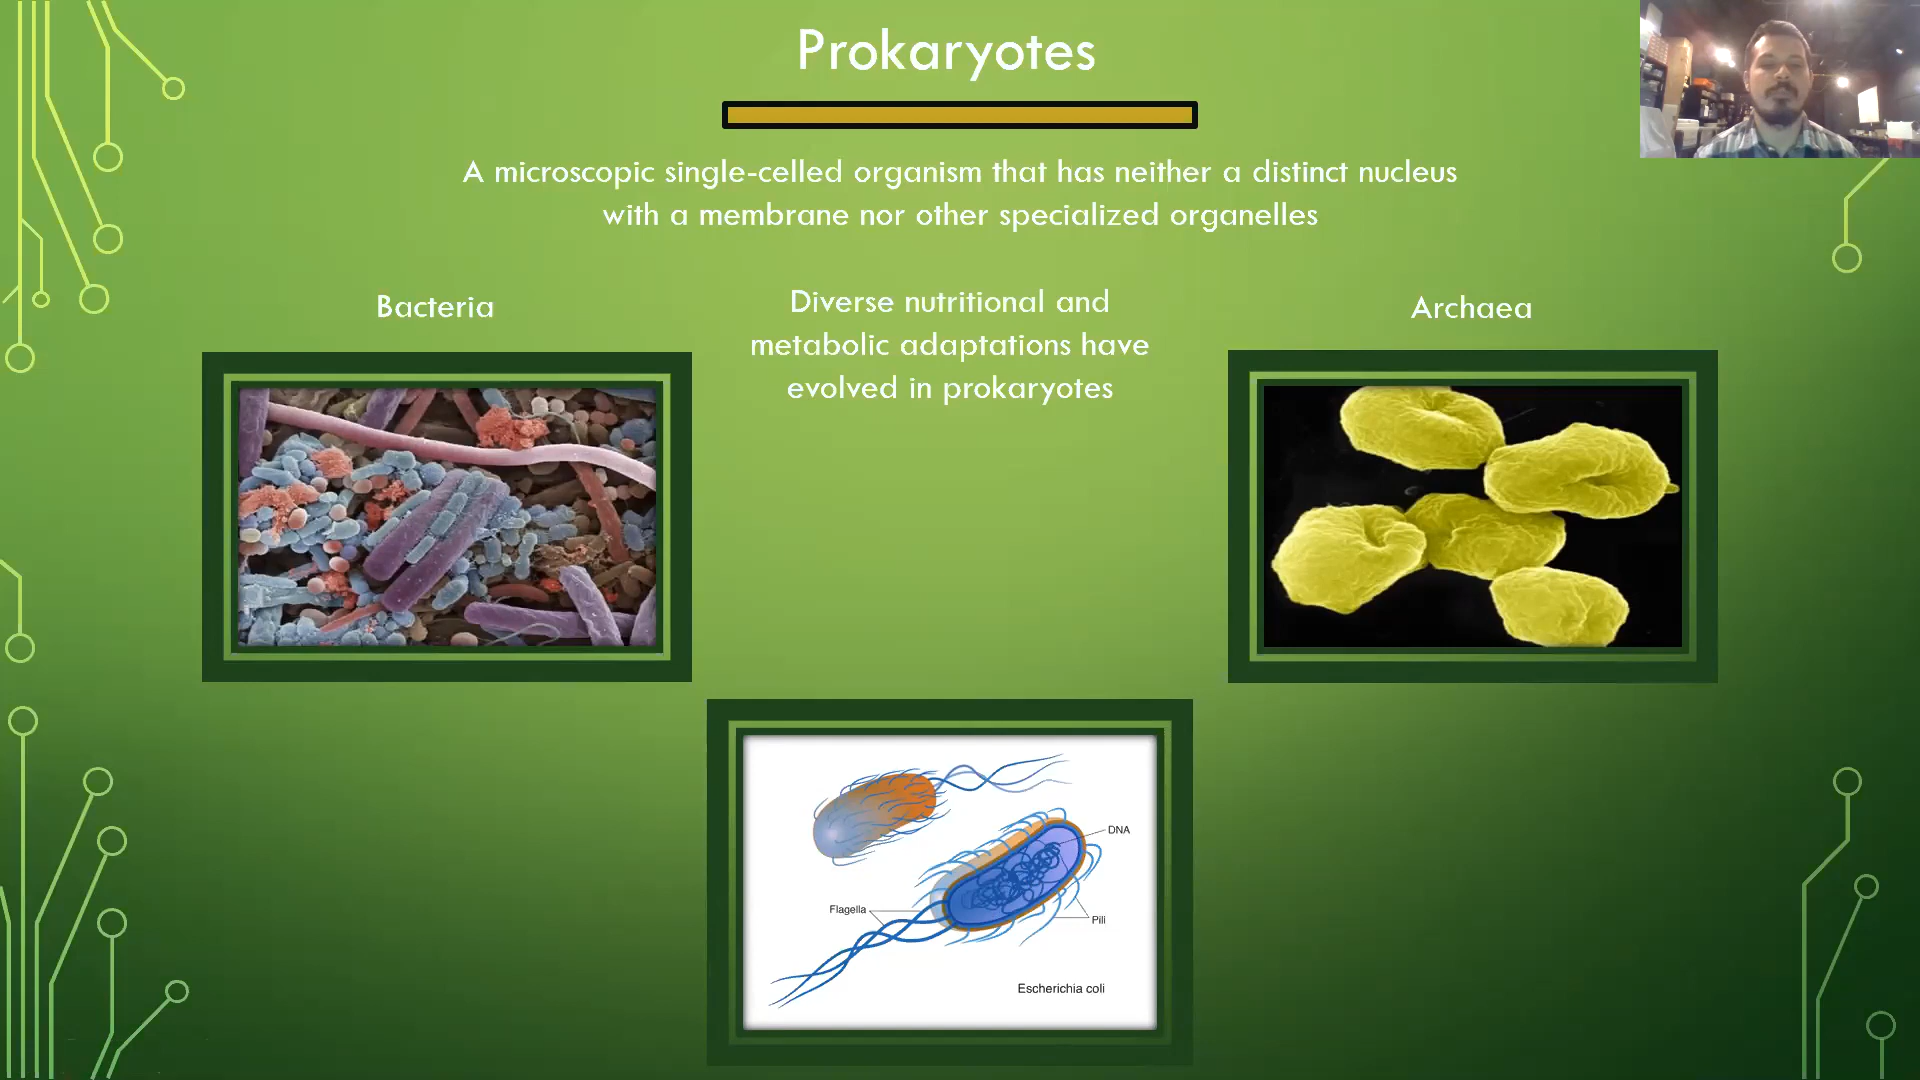 Prokaryotes
A microscopic single-celled organism that has neither a distinct nucleus
with a membrane nor other specialized organelles
Bacteria
Diverse nutritional and
metabolic adaptations have
evolved in prokaryotes
Archaea
DNA
Flagella
Pili
Escherichia coli